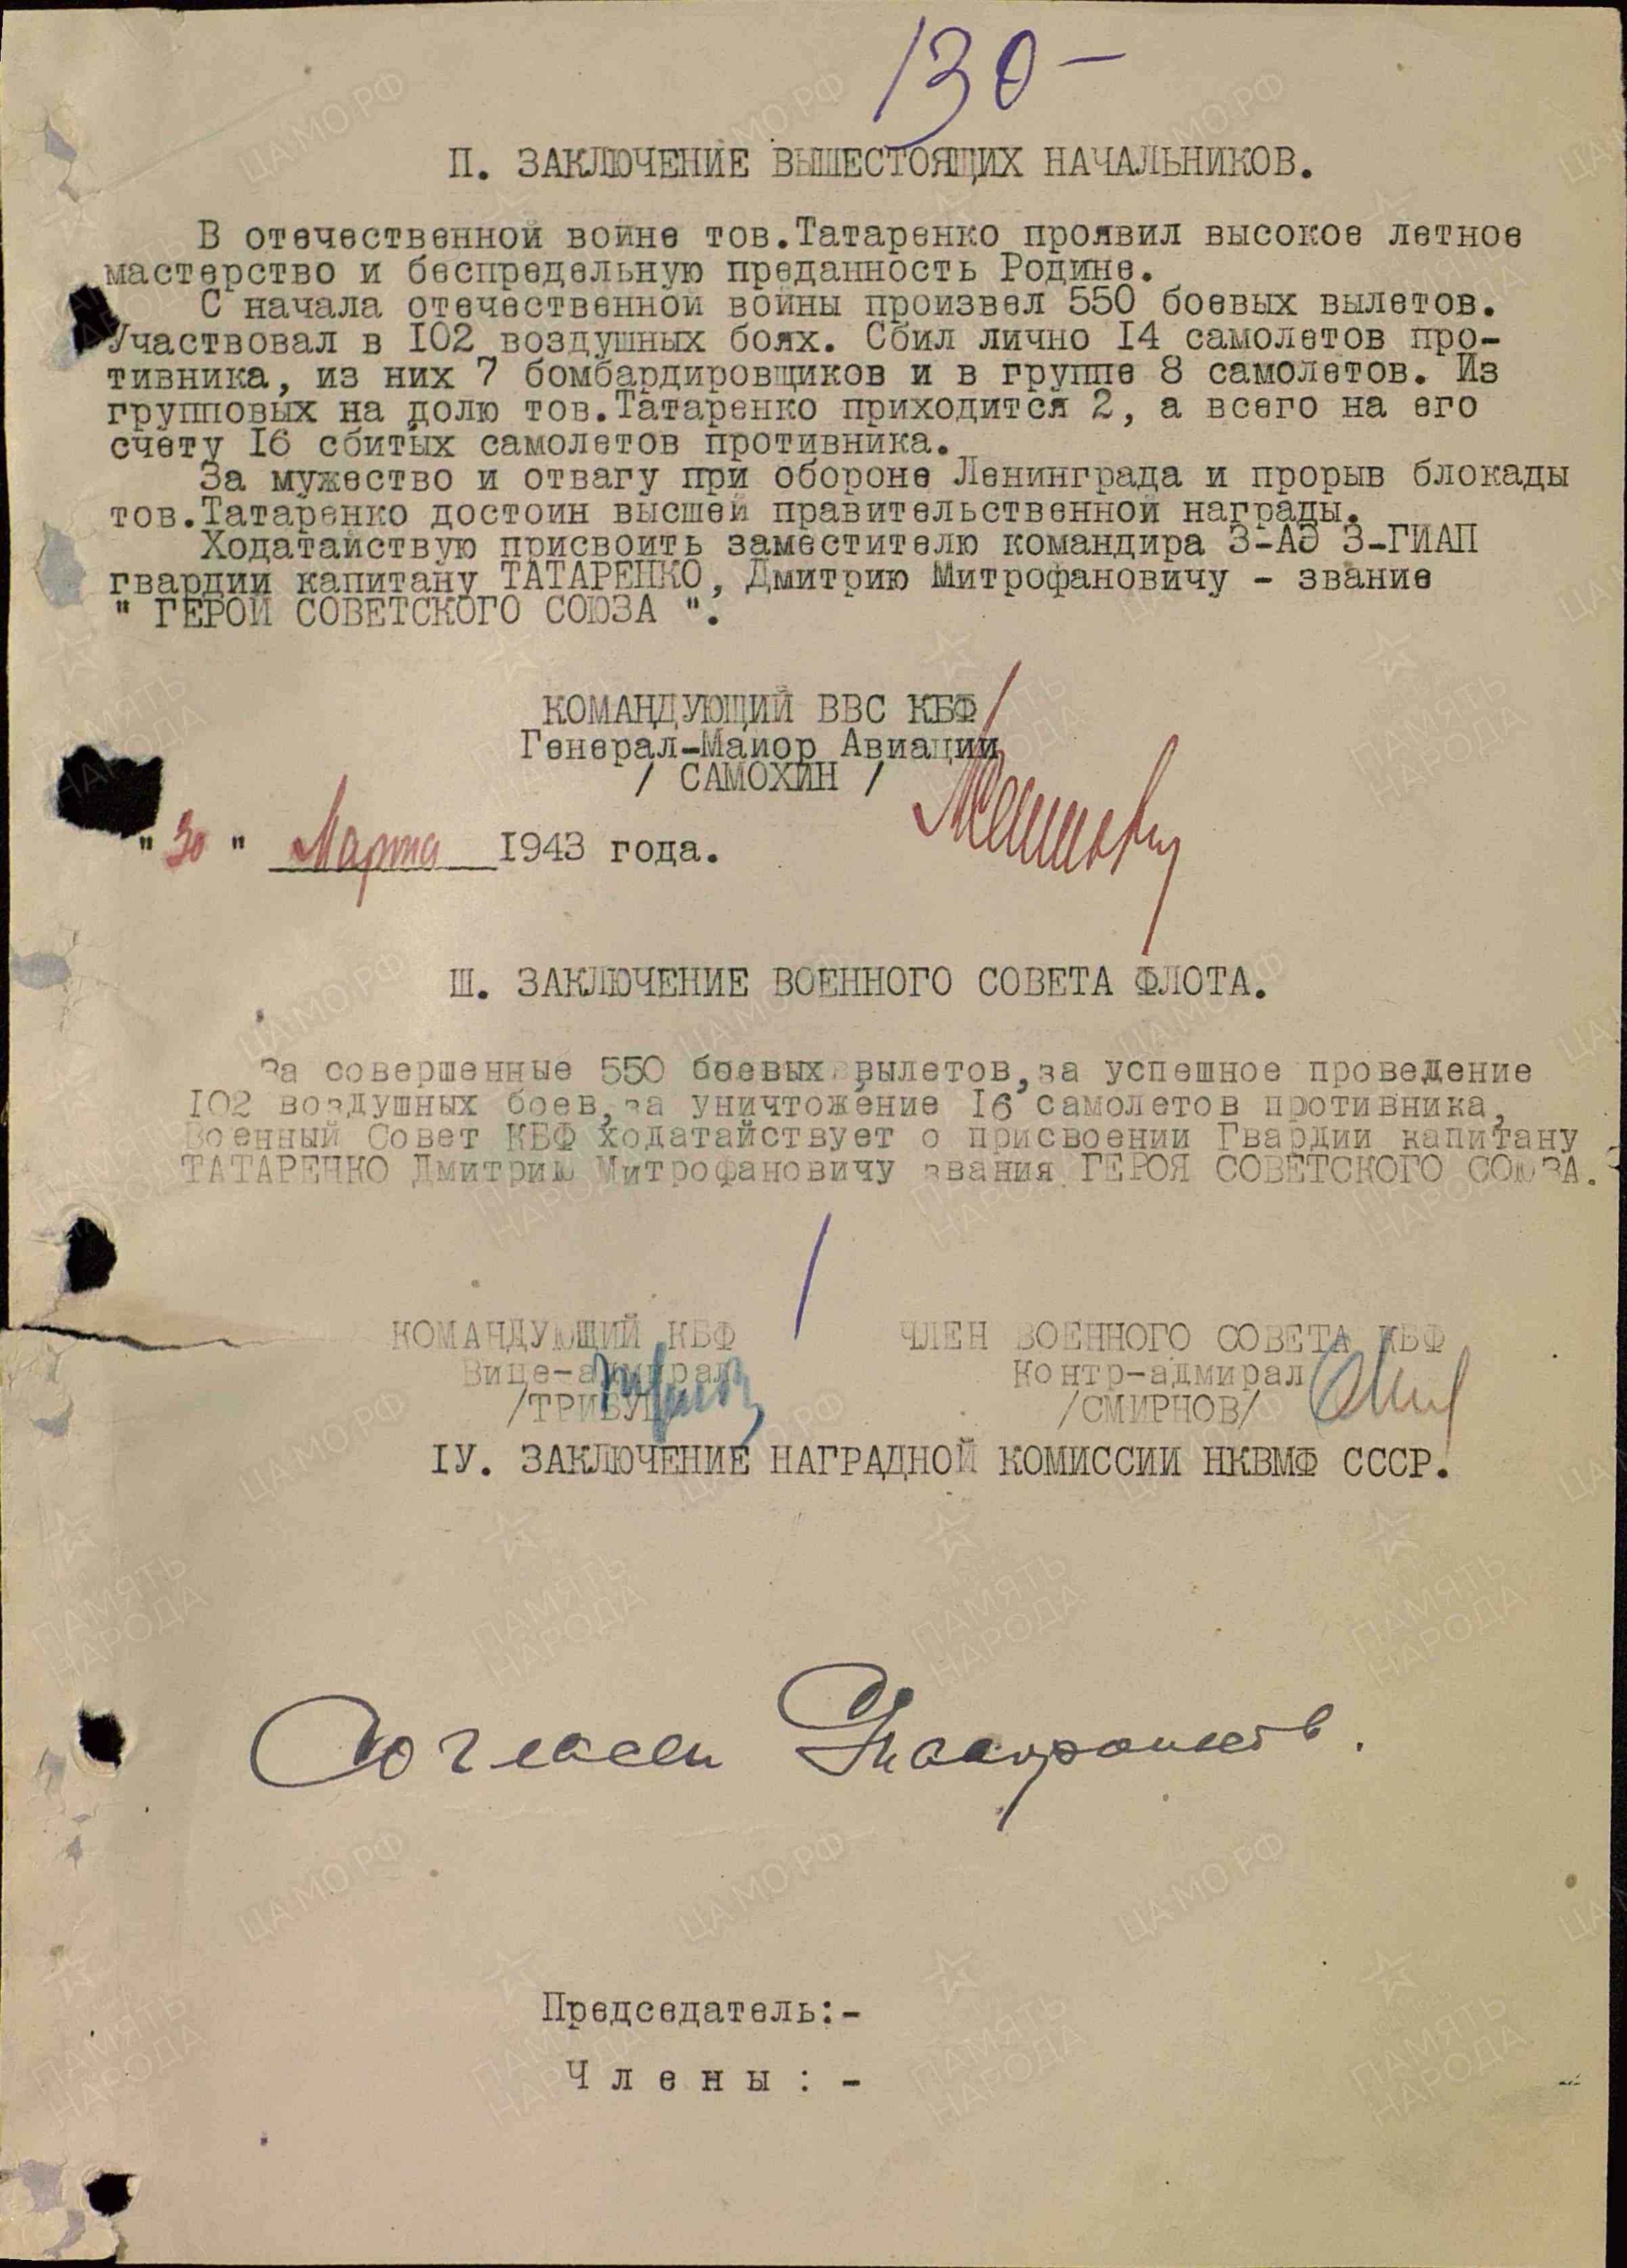 130-
П. ЗАКЛЮЧЕНИЕ ВЫШЕСТОЯЩИХ НАЧАЛЬНИКОВ.
В отечественной войне тов.Татаренко проявил высокое летное
мастерство и беспредельную преданность Родине.
С начала отечественной войны произвел 550 боевых вылетов.
Участвовал в 102 воздушных боях. Сбил лично 14 самолетов про-
тивника, из них 7 бомбардировщиков и в группе 8 самолетов. Из
групповых на долю тов.Татаренко приходится 2, а всего на его
счету 16 сбитых самолетов противника.
За мужество и отвагу при обороне Ленинграда и прорыв блокады
тов.Татаренко достоин высшей правительственной награды.
Ходатайствую присвоить заместителю командира 3-АЭ 3-ГИАП
гвардии капитану ТАТАРЕНКО, Дмитрию Митрофановичу - звание
" ГЕРОЙ СОВЕТСКОГО СОЮЗА ".
КОМАНДУЮЩИЙ ВВС КБФ
Генерал-Майор Авиации
/ САМОХИН /
"30" Марта 1943 года.
Ш. ЗАКЛЮЧЕНИЕ ВОЕННОГО СОВЕТА ФЛОТА.
За совершенные 550 боевых вылетов, за успешное проведение
102 воздушных боев, за уничтожение 16 самолетов противника,
Военный Совет КБФ ходатайствует о присвоении Гвардии капитану
ТАТАРЕНКО Дмитрию Митрофановичу звания ГЕРОЯ СОВЕТСКОГО СОЮЗА.
КОМАНДУЮЩИЙ КБФ ЧЛЕН ВОЕННОГО СОВЕТА КБФ
Вице-адмирал Контр-адмирал
/ТРИБУЦ /СМИРНОВ/
IУ. ЗАКЛЮЧЕНИЕ НАГРАДНОЙ КОМИССИИ НКВМФ СССР.
Согласен
Председатель:-
Члены:-
ЦАМО.РФ
ПАМЯТЬ
НАРОДА